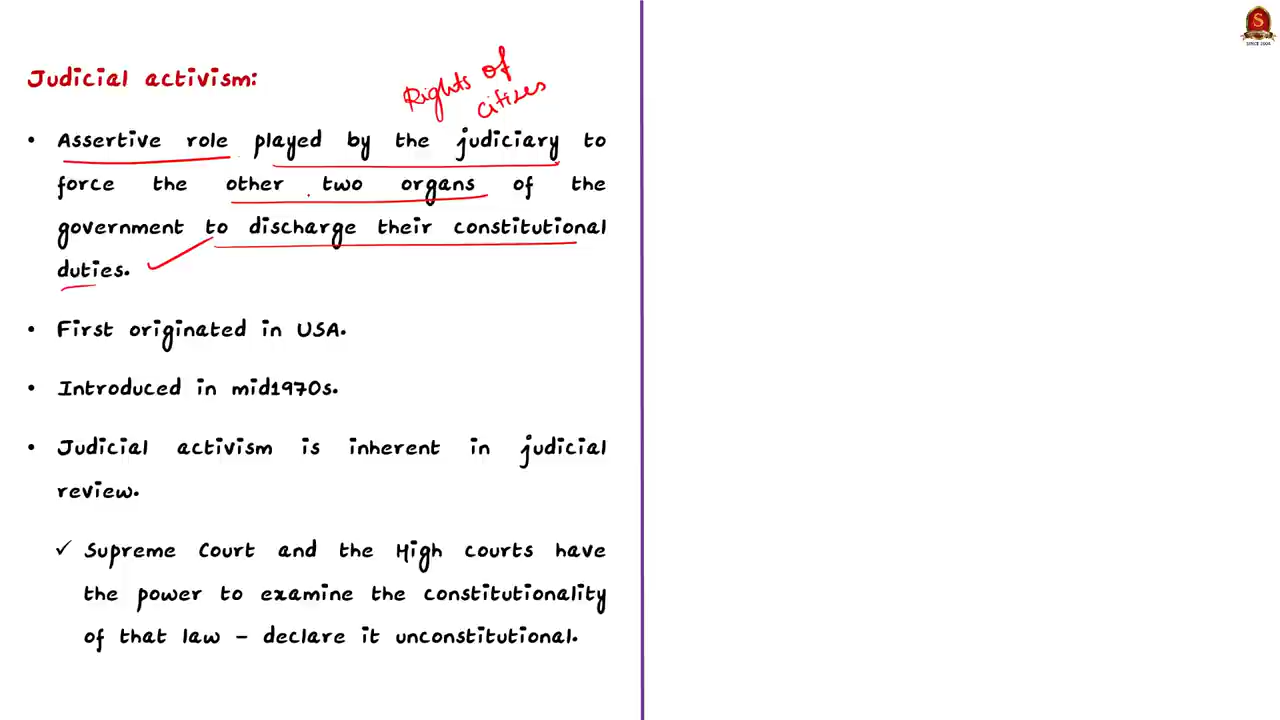 Judicial activism:
Rights of
citizes
• Assertive role played by the judiciary to
force the other two organs of the
government to discharge their constitutional
duties.
• First originated in USA.
• Introduced in mid1970s.
• Judicial activism is inherent in judicial
review.
✓ Supreme Court and the High courts have
the power to examine the constitutionality
of that law – declare it unconstitutional.
S
SINCE 2004